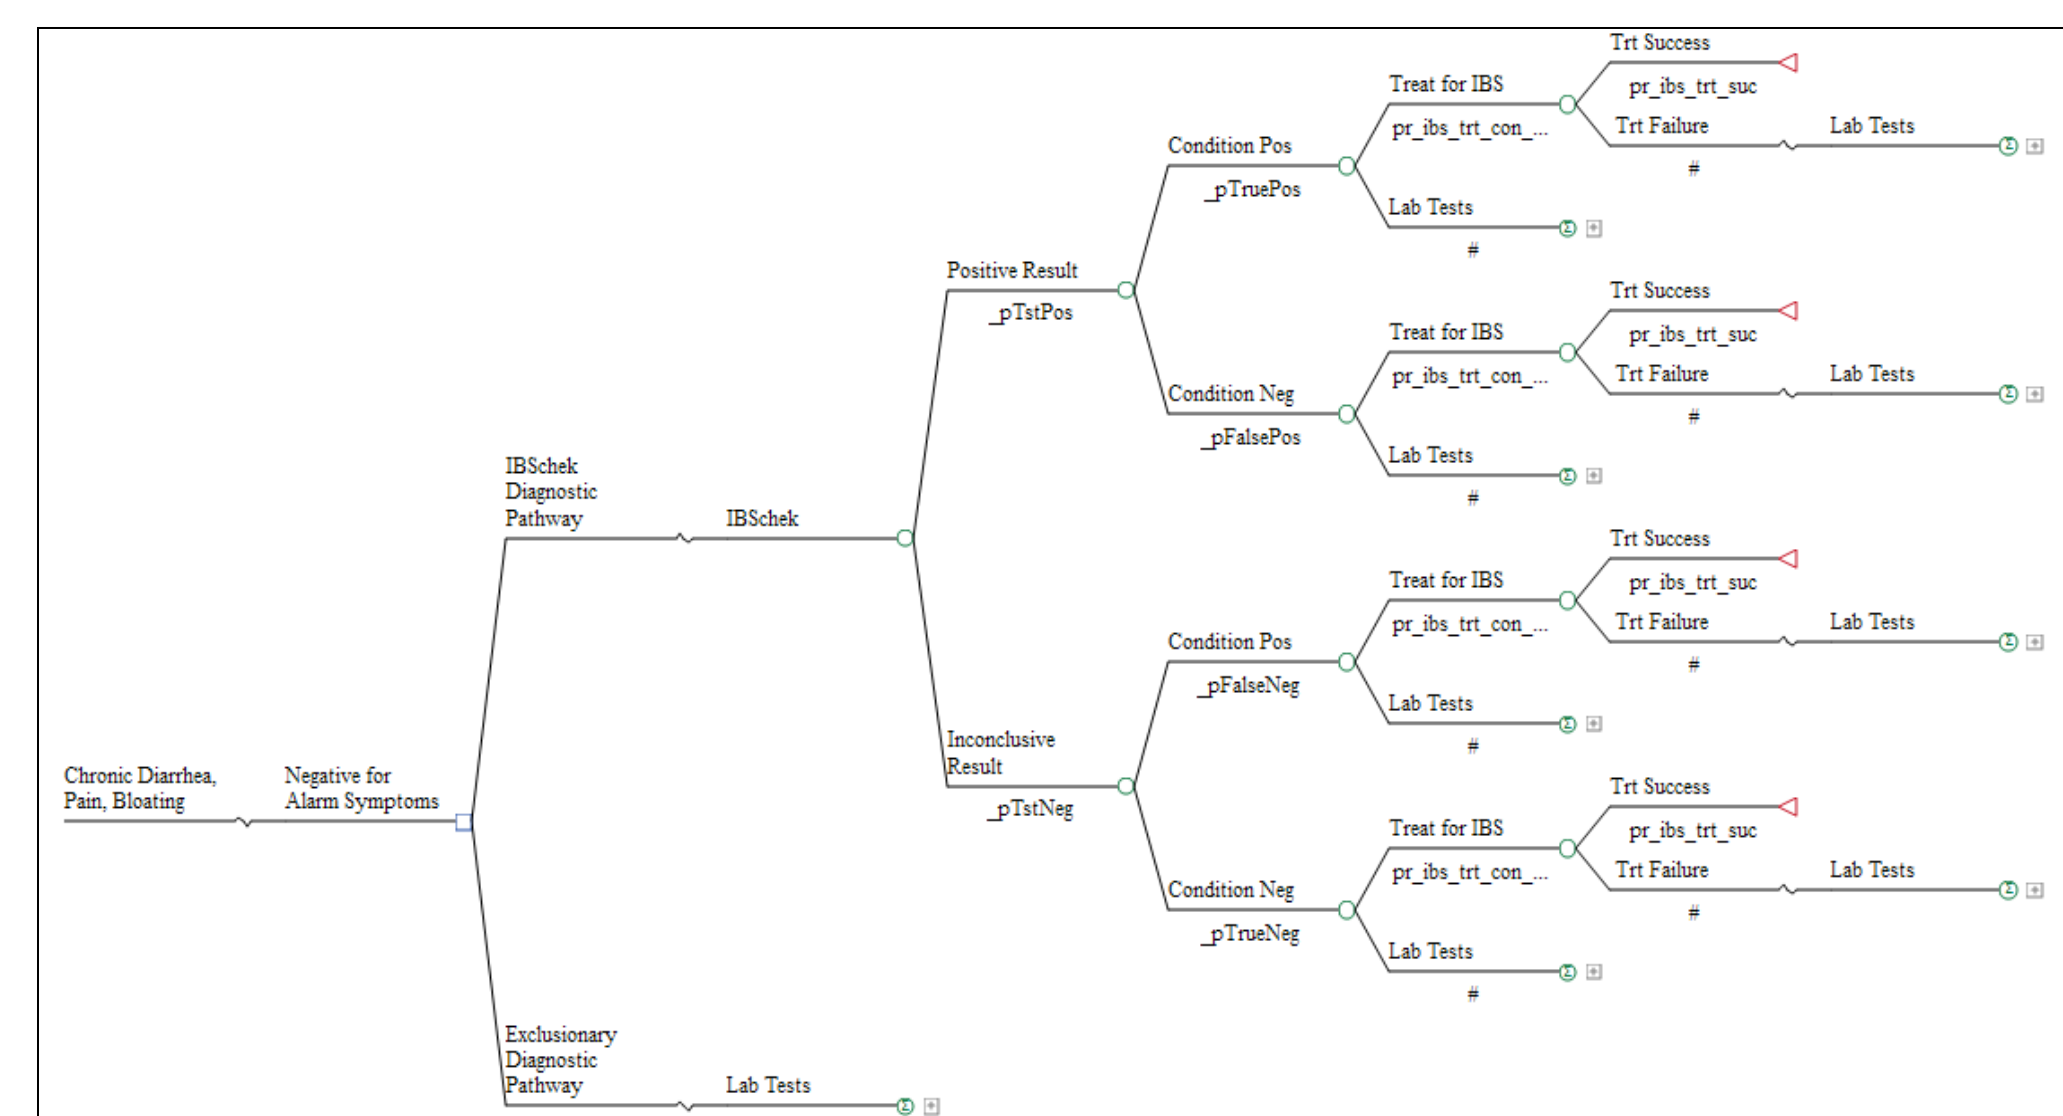 Trt Success
pr_ibs_trt_suc
Treat for IBS
pr_ibs_trt_con_...
Trt Failure
#
Lab Tests
Condition Pos
_pTruePos
Lab Tests
#
Positive Result
_pTstPos
Trt Success
pr_ibs_trt_suc
Treat for IBS
pr_ibs_trt_con_...
Trt Failure
#
Lab Tests
Condition Neg
_pFalsePos
Lab Tests
#
IBSchek
Diagnostic
Pathway
IBSchek
Trt Success
pr_ibs_trt_suc
Treat for IBS
pr_ibs_trt_con_...
Trt Failure
#
Lab Tests
Condition Pos
_pFalseNeg
Lab Tests
#
Inconclusive
Result
_pTstNeg
Chronic Diarrhea,
Pain, Bloating
Negative for
Alarm Symptoms
Trt Success
pr_ibs_trt_suc
Treat for IBS
pr_ibs_trt_con_...
Trt Failure
#
Lab Tests
Condition Neg
_pTrueNeg
Lab Tests
#
Exclusionary
Diagnostic
Pathway
Lab Tests